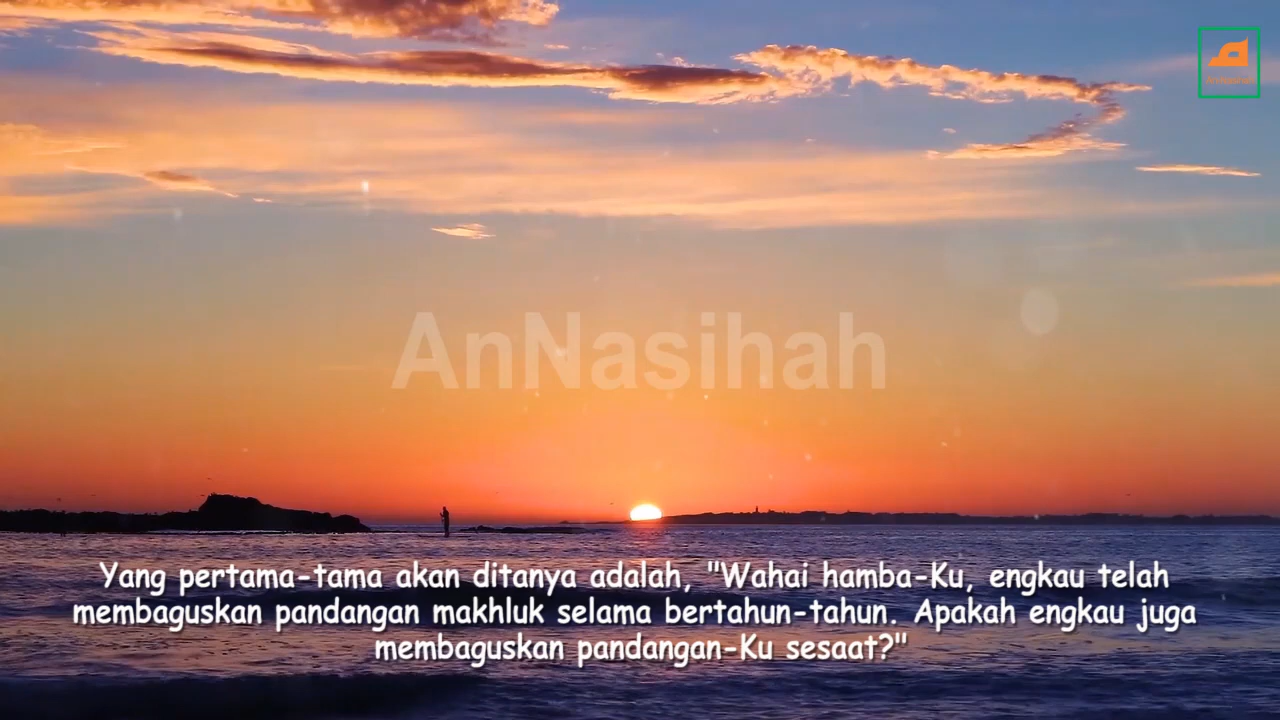 AnNasihah
Yang pertama-tama akan ditanya adalah, "Wahai hamba-Ku, engkau telah
membaguskan pandangan makhluk selama bertahun-tahun. Apakah engkau juga
membaguskan pandangan-Ku sesaat?"